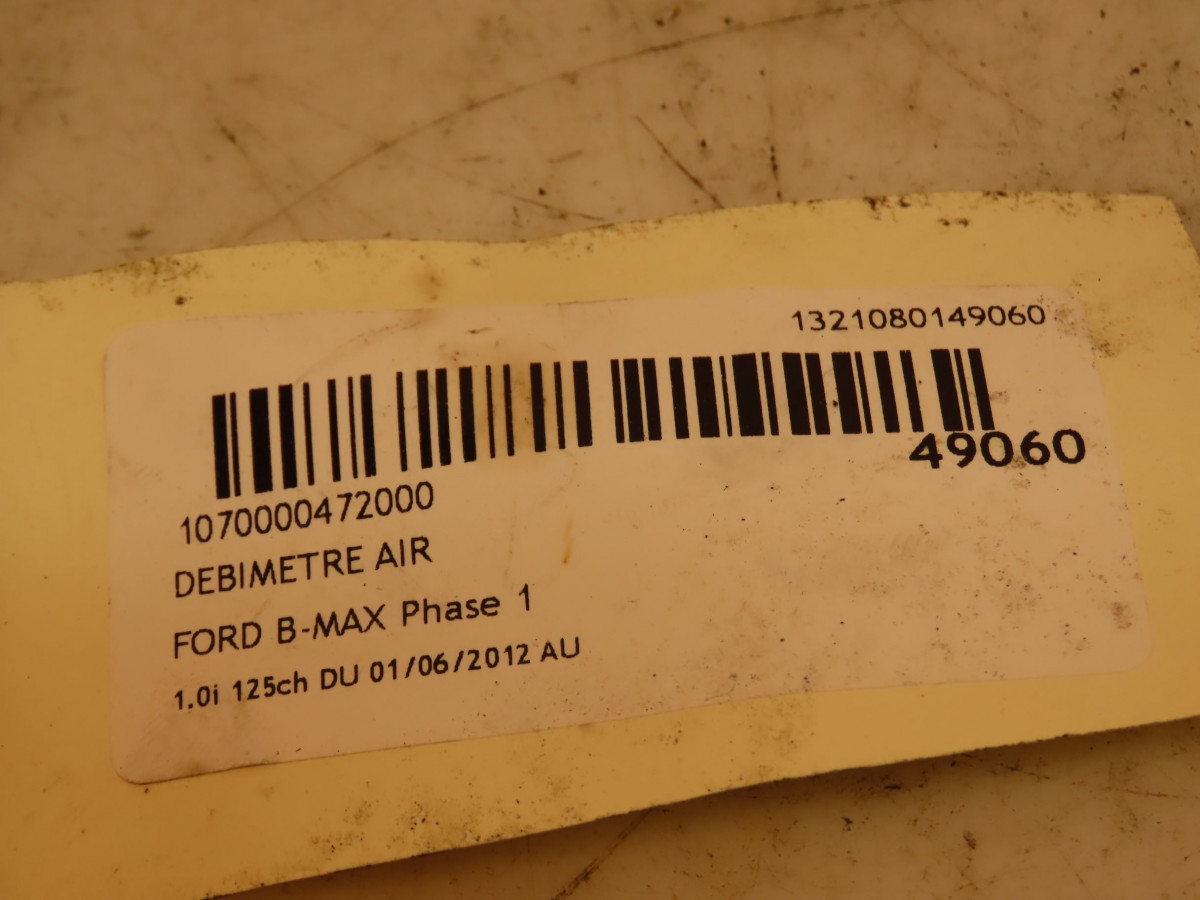 1321080149060
49060
1070000472000
DEBIMETRE AIR
FORD B-MAX Phase 1
1.0i 125ch DU 01/06/2012 AU